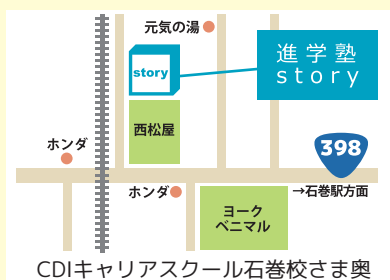 元気の湯
進学塾
story
story
西松屋
ホンダ
398
ホンダ
→石巻駅方面
ヨーク
ベニマル
CDIキャリアスクール石巻校さま奥